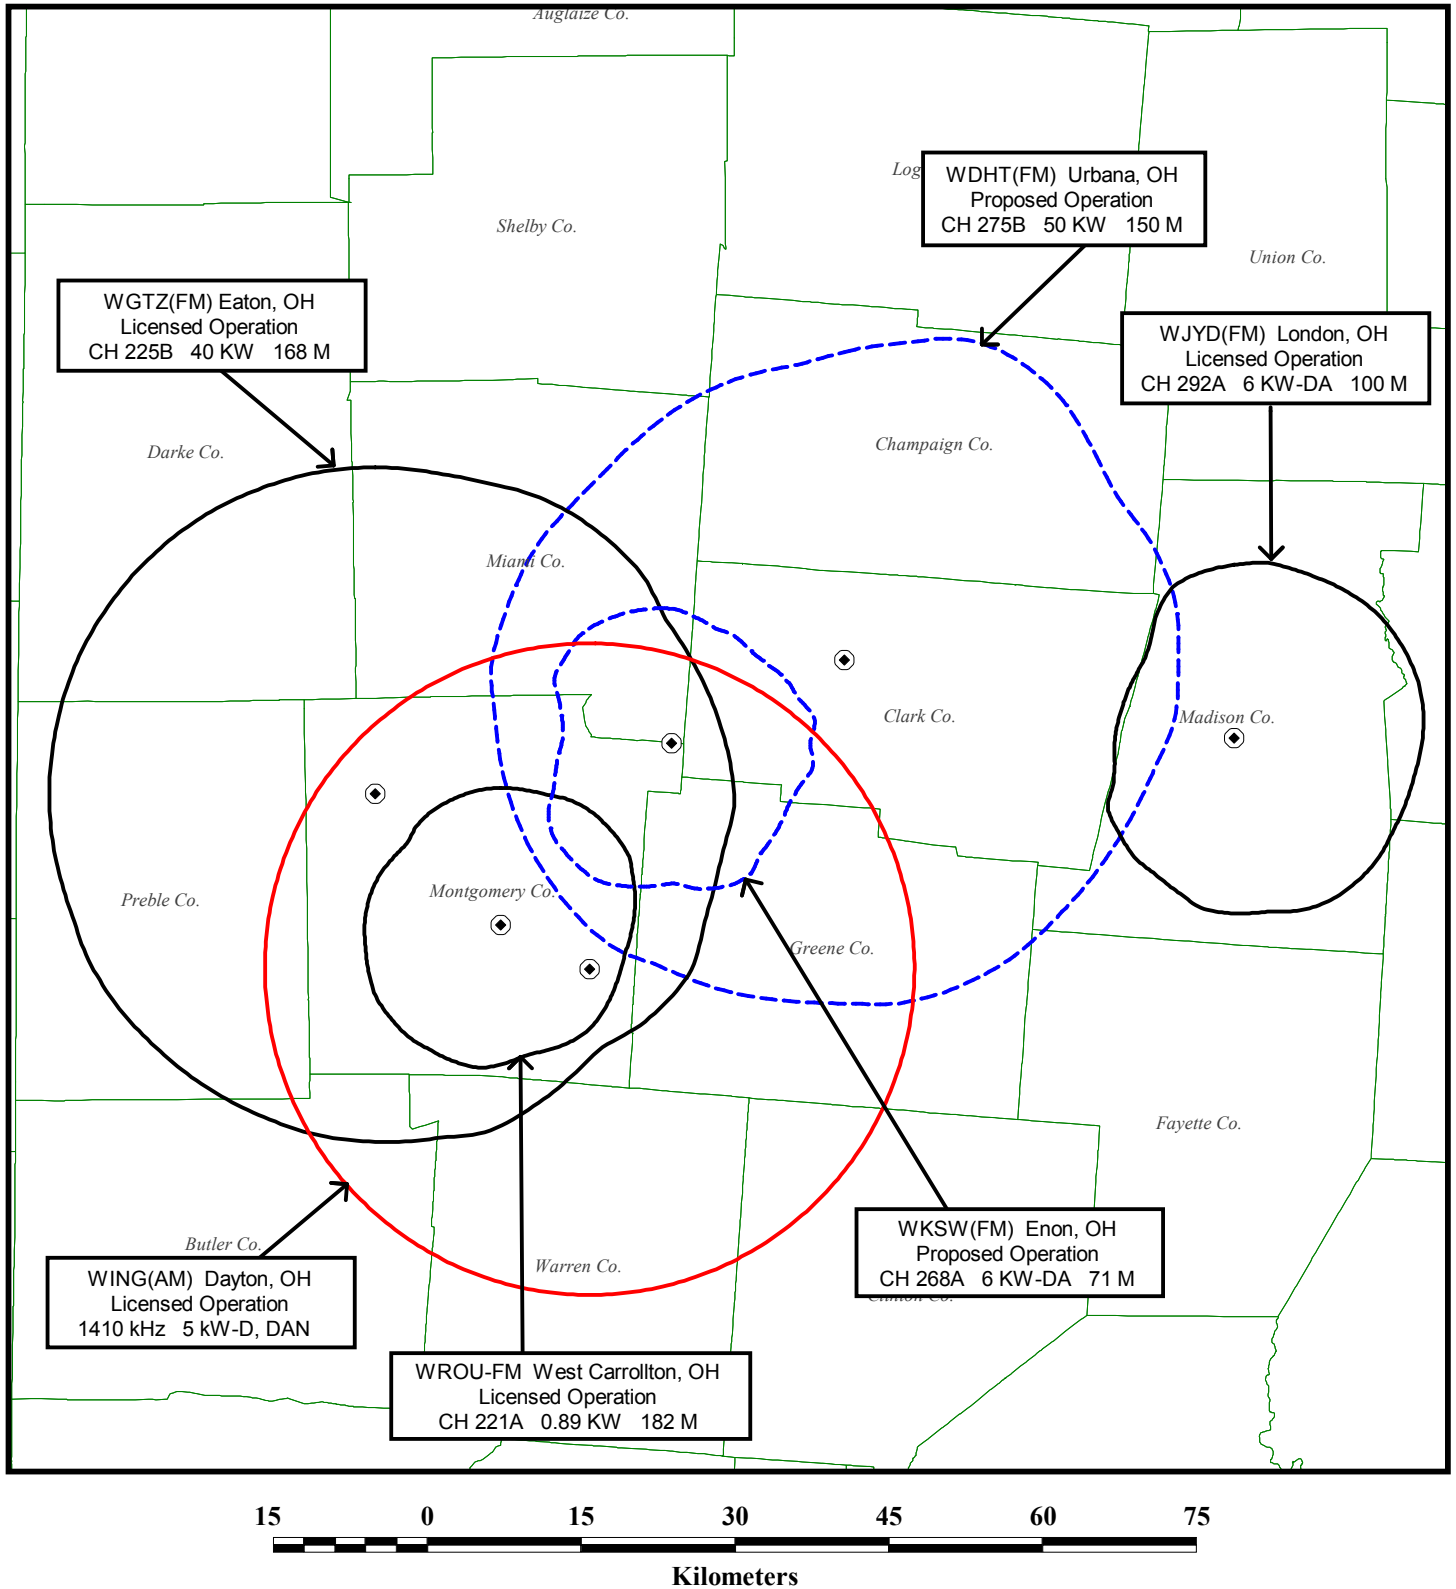 Auglaize Co.
WDHT(FM) Urbana, OH
Proposed Operation
CH 275B 50 KW 150 M
Log
Shelby Co.
Union Co.
WGTZ(FM) Eaton, OH
Licensed Operation
CH 225B 40 KW 168 M
WJYD(FM) London, OH
Licensed Operation
CH 292A 6 KW-DA 100 M
Darke Co.
Champaign Co.
Miami Co.
Clark Co.
Madison Co.
Preble Co.
Montgomery Co.
Greene Co.
Fayette Co.
WKSW(FM) Enon, OH
Proposed Operation
CH 268A 6 KW-DA 71 M
Butler Co.
Warren Co.
Clinton Co.
WING(AM) Dayton, OH
Licensed Operation
1410 kHz 5 kW-D, DAN
WROU-FM West Carrollton, OH
Licensed Operation
CH 221A 0.89 KW 182 M
15 0 15 30 45 60 75
Kilometers